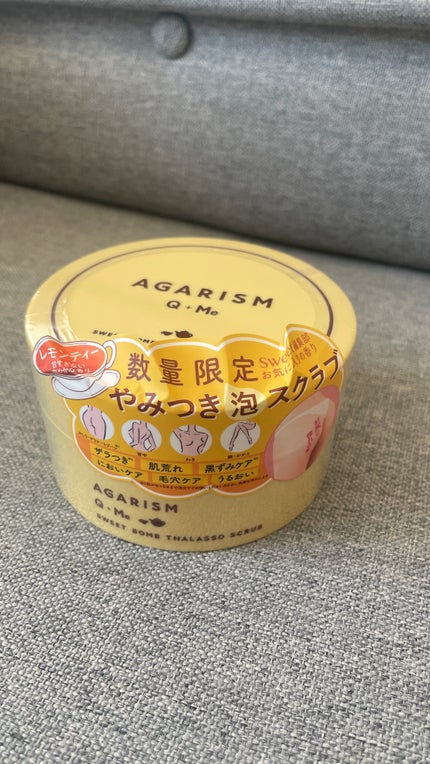 AGARISM
Q+Me
SWEET BOMB
レモンティー
数量限定
お気に入りの香り
やみつき泡スクラブ
ザラつき
においケア
肌荒れ
毛穴ケア
黒ずみケア
うるおい
AGARISM
Q+Me
SWEET BOMB THALASSO SCRUB